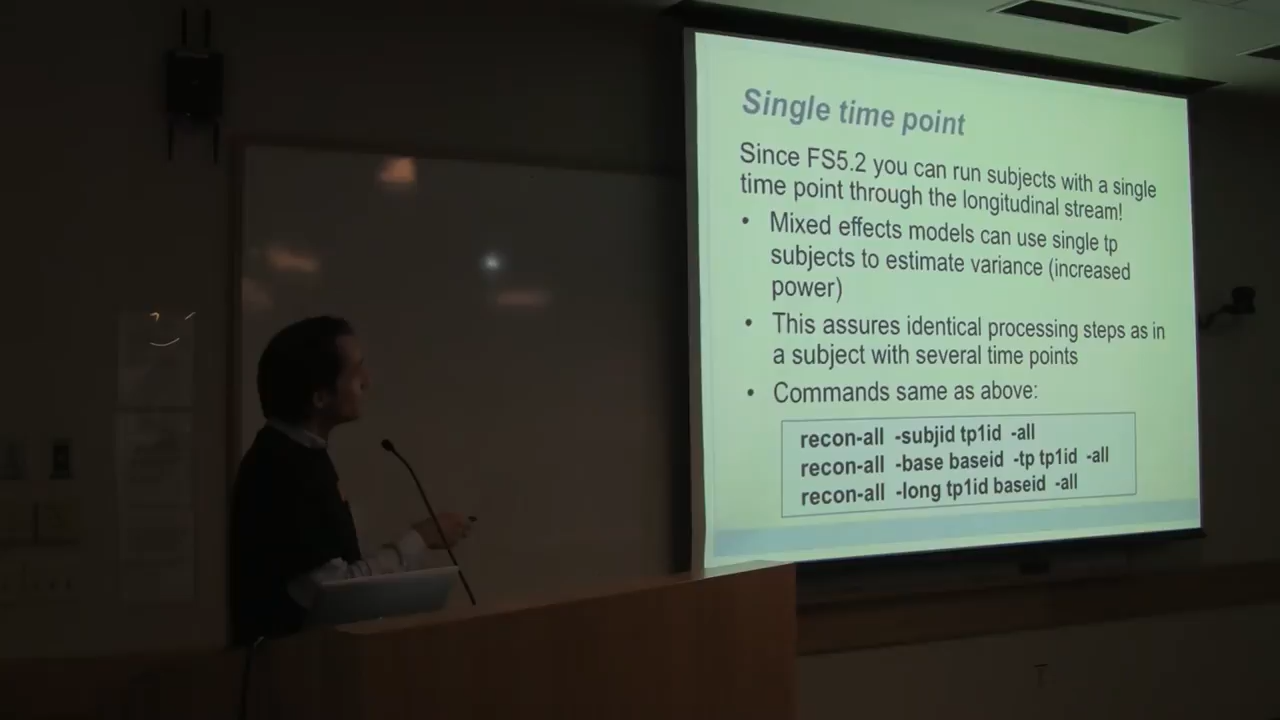 Single time point
Since FS5.2 you can run subjects with a single
time point through the longitudinal stream!
• Mixed effects models can use single tp
subjects to estimate variance (increased
power)
• This assures identical processing steps as in
a subject with several time points
• Commands same as above:
recon-all -subjid tp1id -all
recon-all -base baseid -tp tp1id -all
recon-all -long tp1id baseid -all